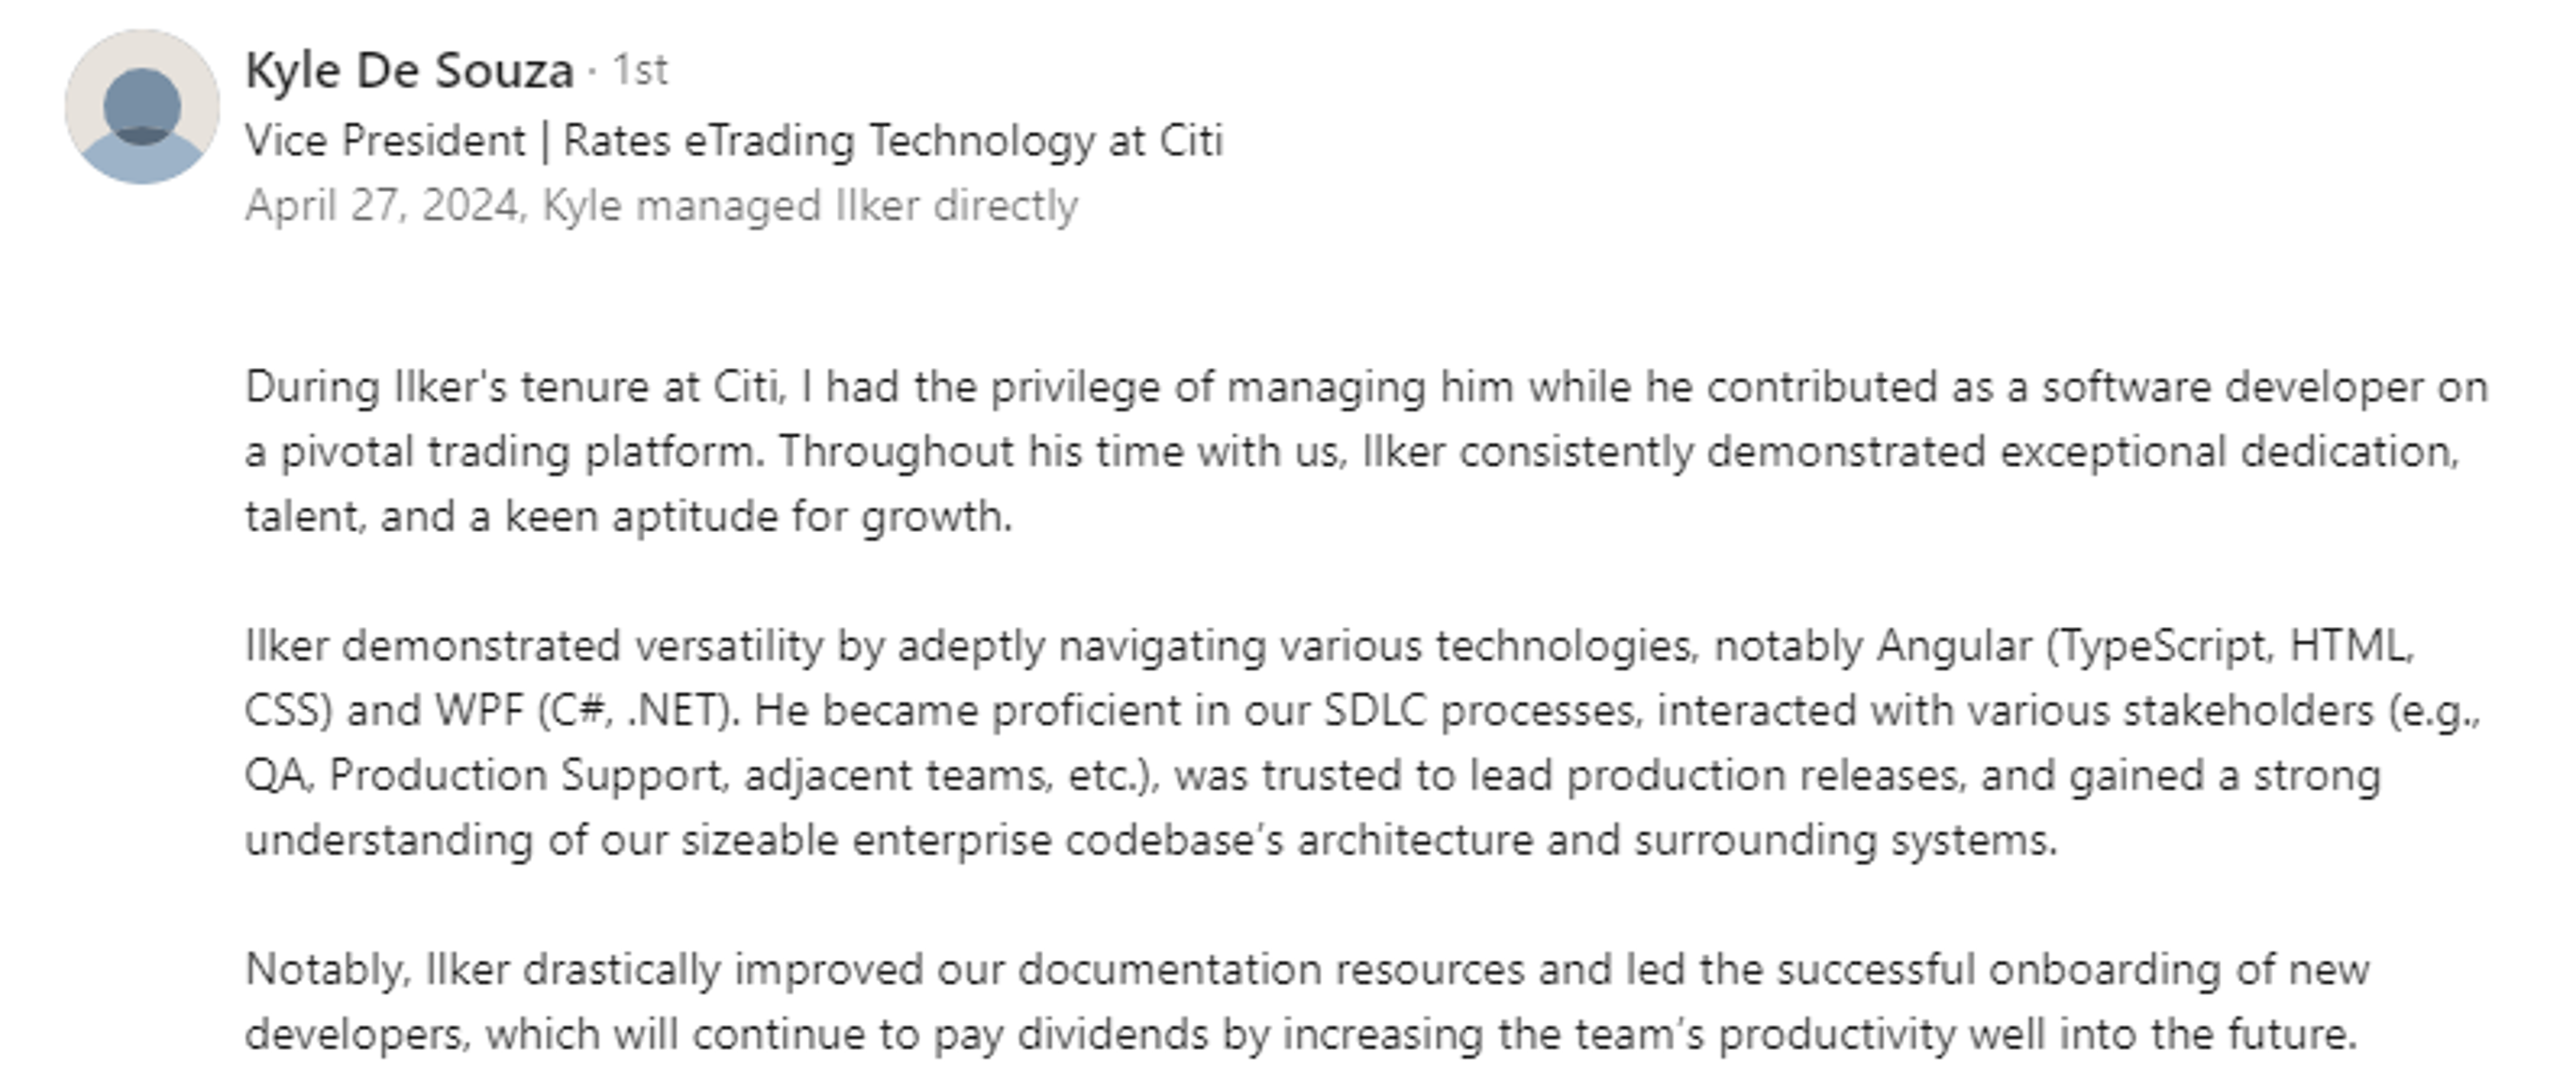 Kyle De Souza · 1st
Vice President | Rates eTrading Technology at Citi
April 27, 2024, Kyle managed Ilker directly
During Ilker's tenure at Citi, I had the privilege of managing him while he contributed as a software developer on
a pivotal trading platform. Throughout his time with us, Ilker consistently demonstrated exceptional dedication,
talent, and a keen aptitude for growth.
Ilker demonstrated versatility by adeptly navigating various technologies, notably Angular (TypeScript, HTML,
CSS) and WPF (C#, .NET). He became proficient in our SDLC processes, interacted with various stakeholders (e.g.,
QA, Production Support, adjacent teams, etc.), was trusted to lead production releases, and gained a strong
understanding of our sizeable enterprise codebase’s architecture and surrounding systems.
Notably, Ilker drastically improved our documentation resources and led the successful onboarding of new
developers, which will continue to pay dividends by increasing the team’s productivity well into the future.